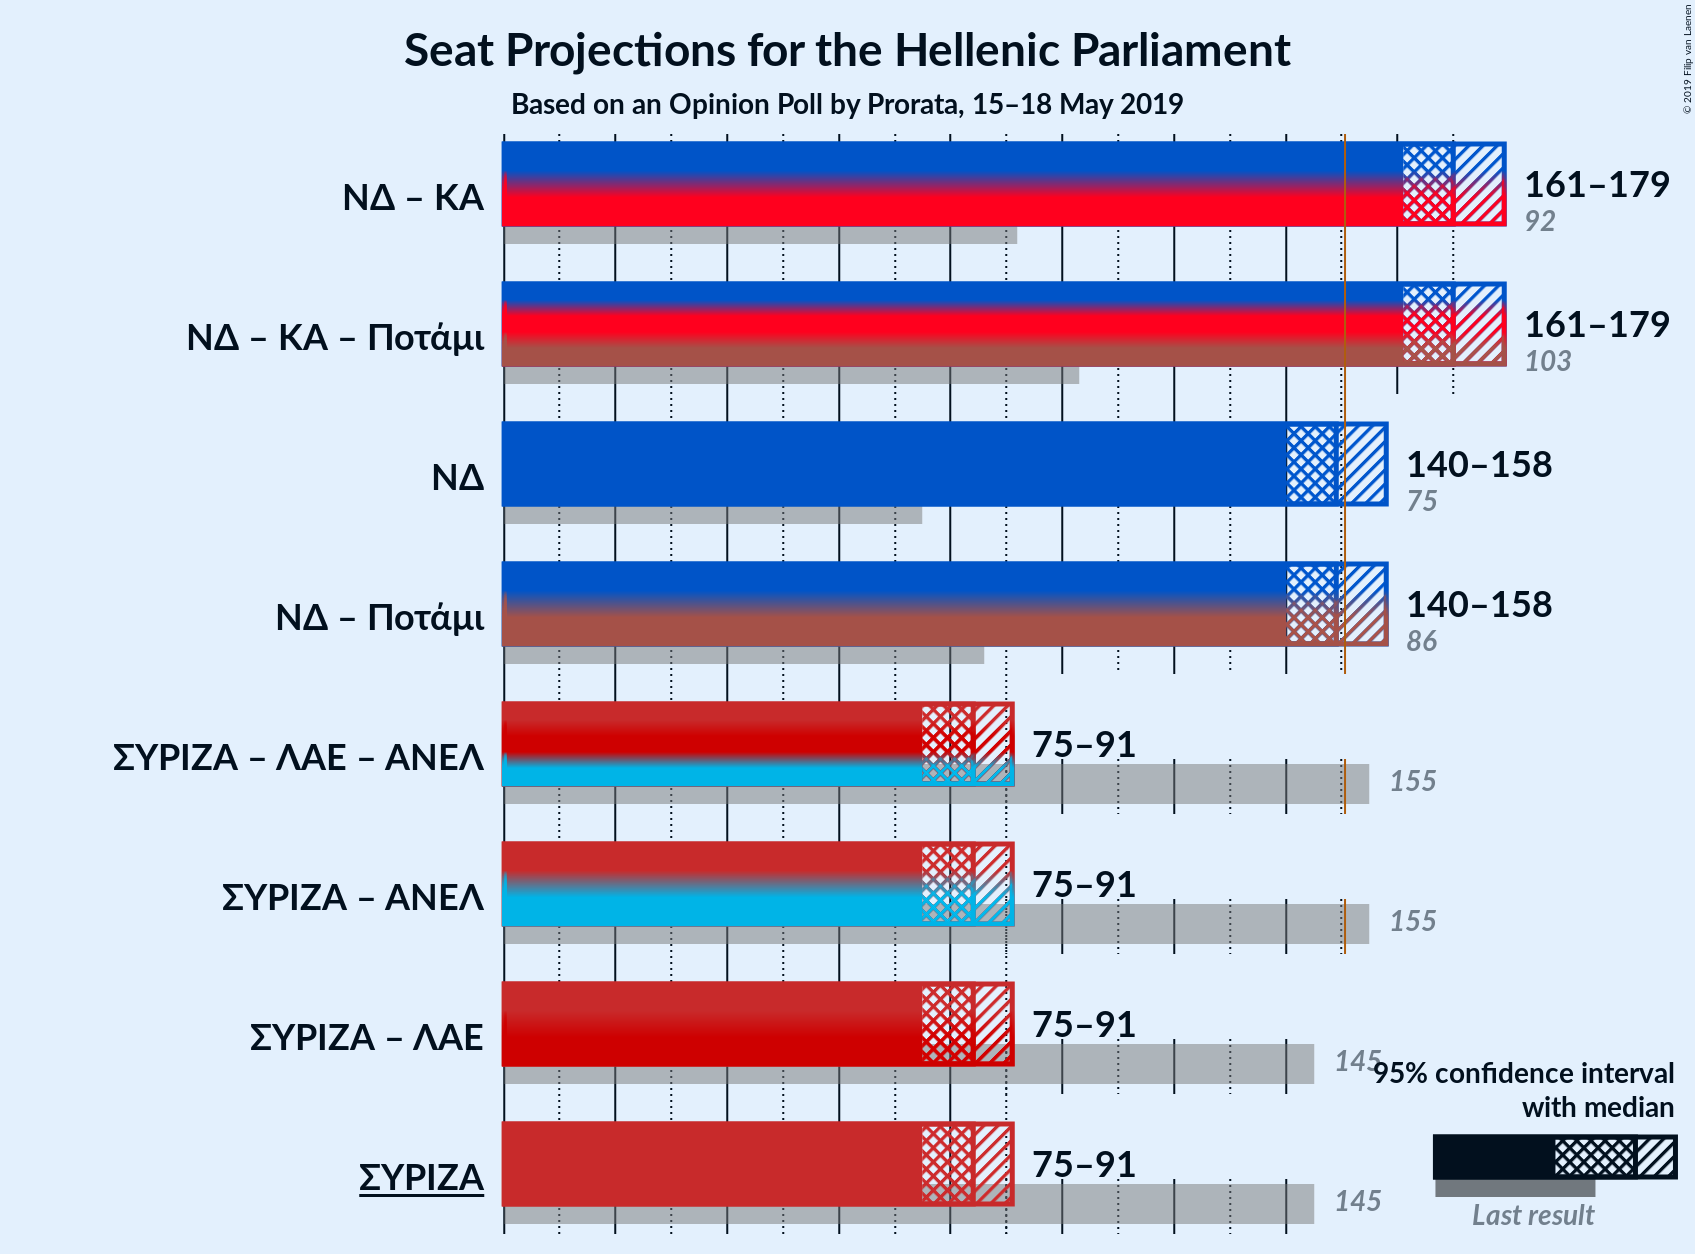 Seat Projections for the Hellenic Parliament
Based on an Opinion Poll by Prorata, 15–18 May 2019
© 2019 Filip van Laenen
ΝΔ – ΚΑ
161–179
92
ΝΔ – ΚΑ – Ποτάμι
161–179
103
ΝΔ
140–158
75
ΝΔ – Ποτάμι
140–158
86
ΣΥΡΙΖΑ – ΛΑΕ – ΑΝΕΛ
75–91
155
ΣΥΡΙΖΑ – ΑΝΕΛ
75–91
155
ΣΥΡΙΖΑ – ΛΑΕ
75–91
145
ΣΥΡΙΖΑ
75–91
145
95% confidence interval
with median
Last result